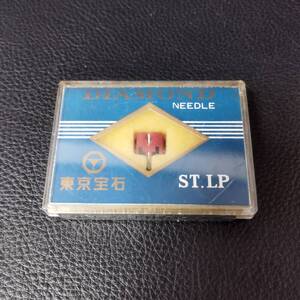 DIAMOND
NEEDLE
東京宝石
ST.LP